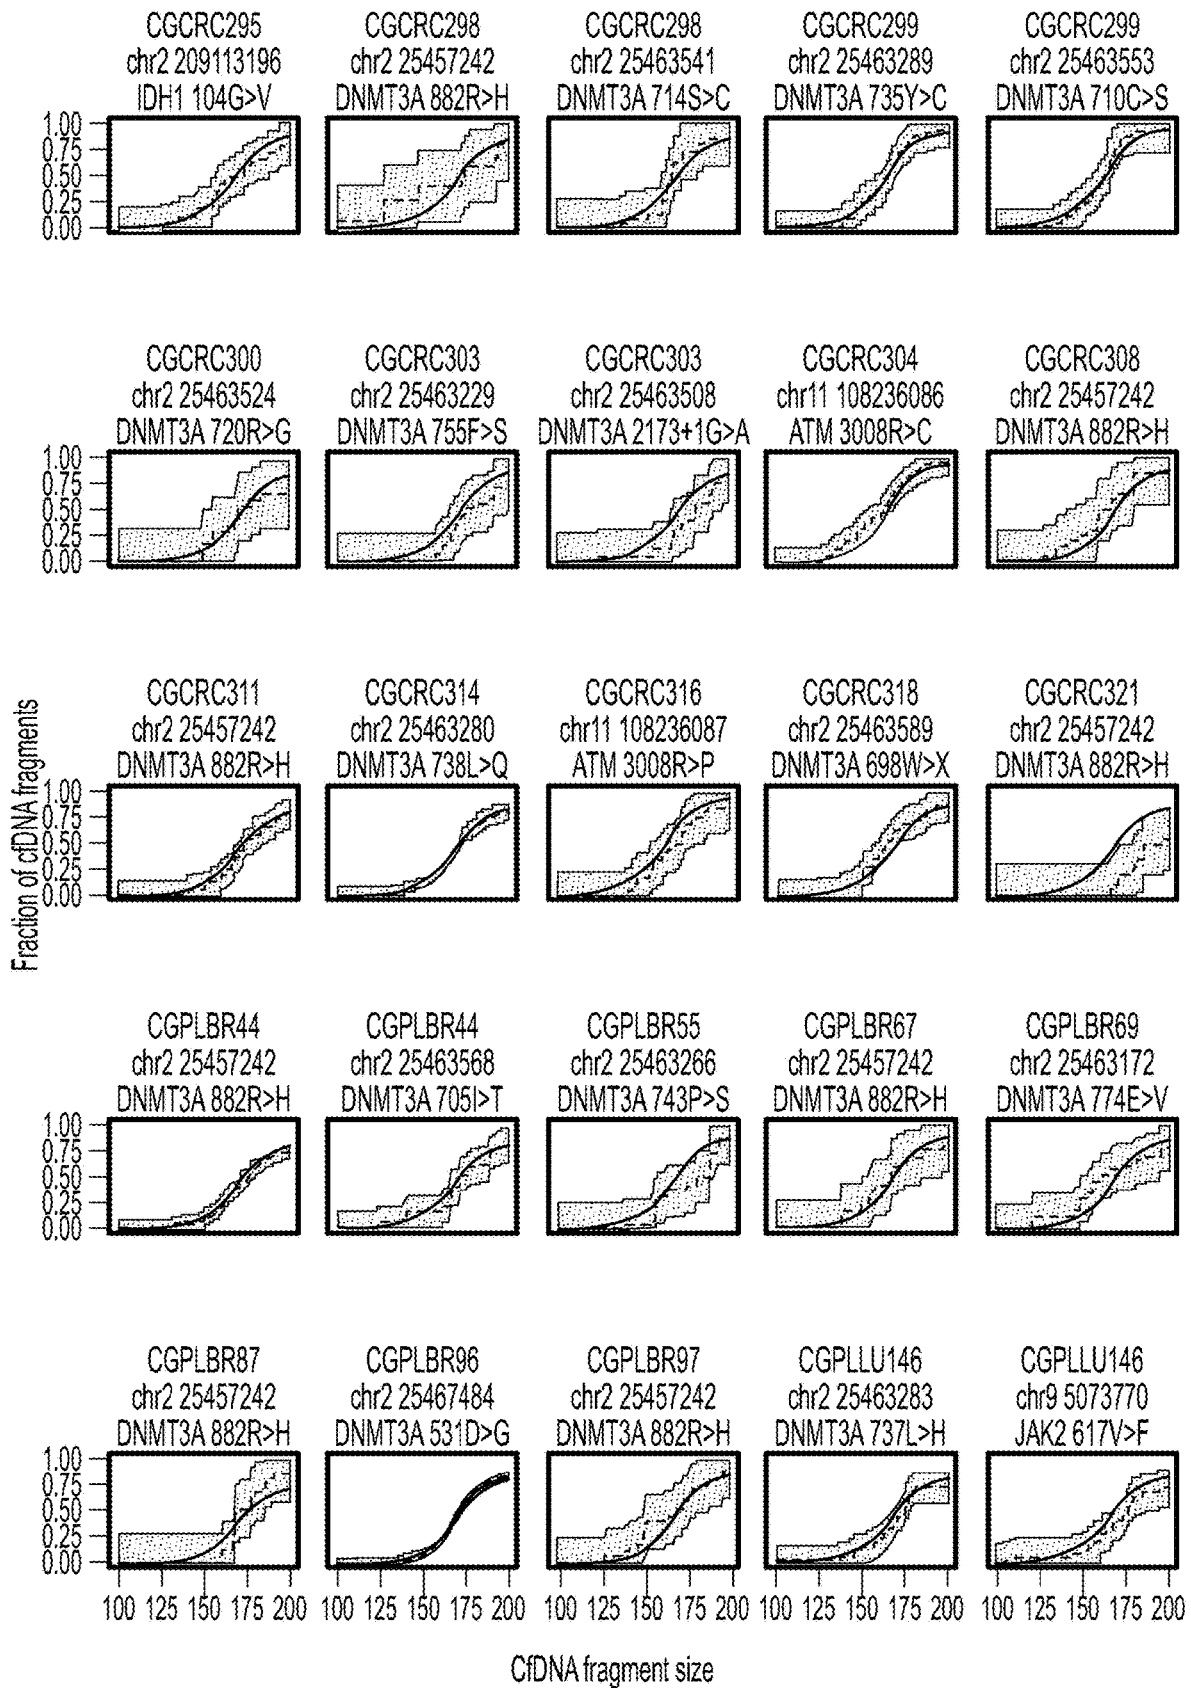 CGCRC295
chr2 209113196
IDH1 104G>V
CGCRC298
chr2 25457242
DNMT3A 882R>H
CGCRC298
chr2 25463541
DNMT3A 714S>C
CGCRC299
chr2 25463289
DNMT3A 735Y>C
CGCRC299
chr2 25463553
DNMT3A 710C>S
1.00
0.75
0.50
0.25
0.00
CGCRC300
chr2 25463524
DNMT3A 720R>G
CGCRC303
chr2 25463229
DNMT3A 755F>S
CGCRC303
chr2 25463508
DNMT3A 2173+1G>A
CGCRC304
chr11 108236086
ATM 3008R>C
CGCRC308
chr2 25457242
DNMT3A 882R>H
1.00
0.75
0.50
0.25
0.00
Fraction of cfDNA fragments
CGCRC311
chr2 25457242
DNMT3A 882R>H
CGCRC314
chr2 25463280
DNMT3A 738L>Q
CGCRC316
chr11 108236087
ATM 3008R>P
CGCRC318
chr2 25463589
DNMT3A 698W>X
CGCRC321
chr2 25457242
DNMT3A 882R>H
1.00
0.75
0.50
0.25
0.00
CGPLBR44
chr2 25457242
DNMT3A 882R>H
CGPLBR44
chr2 25463568
DNMT3A 705I>T
CGPLBR55
chr2 25463266
DNMT3A 743P>S
CGPLBR67
chr2 25457242
DNMT3A 882R>H
CGPLBR69
chr2 25463172
DNMT3A 774E>V
1.00
0.75
0.50
0.25
0.00
CGPLBR87
chr2 25457242
DNMT3A 882R>H
CGPLBR96
chr2 25467484
DNMT3A 531D>G
CGPLBR97
chr2 25457242
DNMT3A 882R>H
CGPLLU146
chr2 25463283
DNMT3A 737L>H
CGPLLU146
chr9 5073770
JAK2 617V>F
1.00
0.75
0.50
0.25
0.00
100 125 150 175 200
100 125 150 175 200
100 125 150 175 200
100 125 150 175 200
100 125 150 175 200
CfDNA fragment size